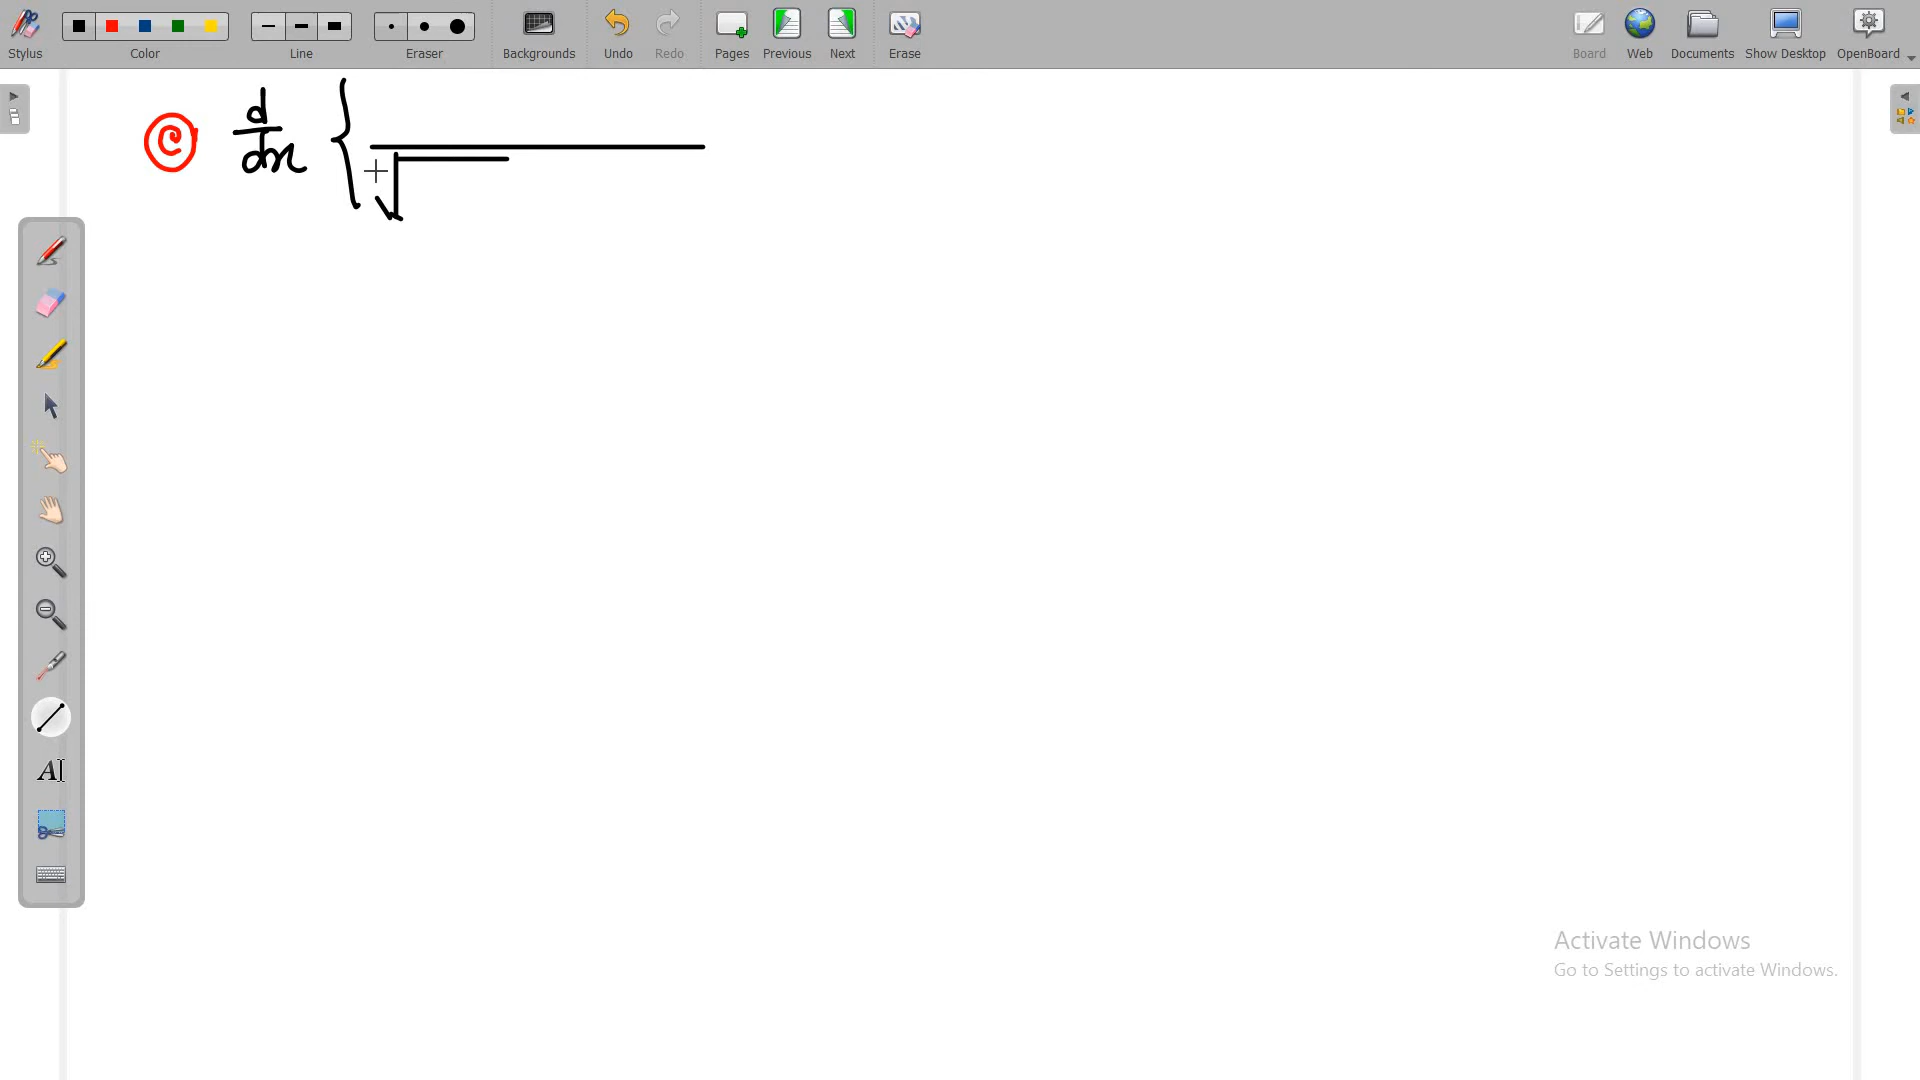 Stylus Color Line Eraser Backgrounds Undo Redo Pages Previous Next Erase Board Web Documents Show Desktop OpenBoard
ⓔ d/dx { ―/√
AI
Activate Windows
Go to Settings to activate Windows.